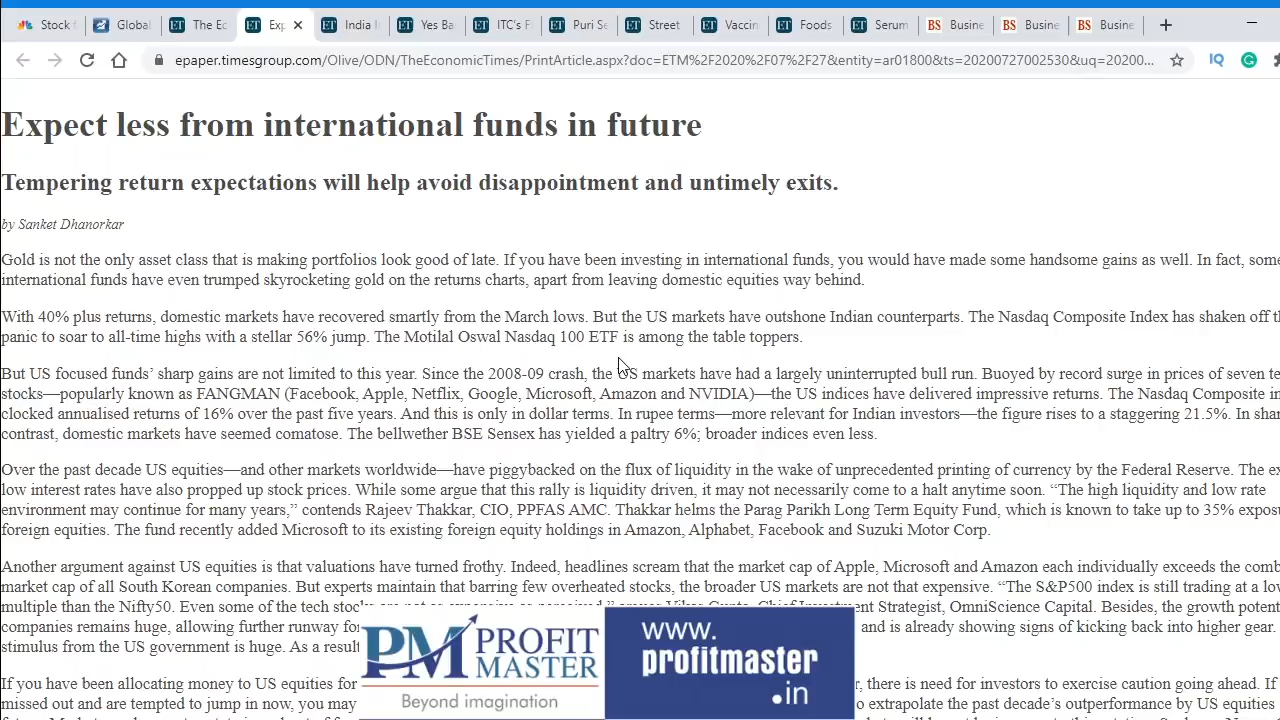 Stock f
Global
The Ec
Exp
India I
Yes Ba
ITC's F
Puri Se
Street
Vaccin
Foods
Serum
BS Busine
BS Busine
BS Busine
epaper.timesgroup.com/Olive/ODN/TheEconomicTimes/PrintArticle.aspx?doc=ETM%2F2020%2F07%2F27&entity=ar01800&ts=20200727002530&uq=20200...
IQ
Expect less from international funds in future
Tempering return expectations will help avoid disappointment and untimely exits.
by Sanket Dhanorkar
Gold is not the only asset class that is making portfolios look good of late. If you have been investing in international funds, you would have made some handsome gains as well. In fact, some
international funds have even trumped skyrocketing gold on the returns charts, apart from leaving domestic equities way behind.
With 40% plus returns, domestic markets have recovered smartly from the March lows. But the US markets have outshone Indian counterparts. The Nasdaq Composite Index has shaken off th
panic to soar to all-time highs with a stellar 56% jump. The Motilal Oswal Nasdaq 100 ETF is among the table toppers.
But US focused funds' sharp gains are not limited to this year. Since the 2008-09 crash, the US markets have had a largely uninterrupted bull run. Buoyed by record surge in prices of seven te
stocks—popularly known as FANGMAN (Facebook, Apple, Netflix, Google, Microsoft, Amazon and NVIDIA)—the US indices have delivered impressive returns. The Nasdaq Composite in
clocked annualised returns of 16% over the past five years. And this is only in dollar terms. In rupee terms—more relevant for Indian investors—the figure rises to a staggering 21.5%. In shar
contrast, domestic markets have seemed comatose. The bellwether BSE Sensex has yielded a paltry 6%; broader indices even less.
Over the past decade US equities—and other markets worldwide—have piggybacked on the flux of liquidity in the wake of unprecedented printing of currency by the Federal Reserve. The ex
low interest rates have also propped up stock prices. While some argue that this rally is liquidity driven, it may not necessarily come to a halt anytime soon. “The high liquidity and low rate
environment may continue for many years,” contends Rajeev Thakkar, CIO, PPFAS AMC. Thakkar helms the Parag Parikh Long Term Equity Fund, which is known to take up to 35% expos
foreign equities. The fund recently added Microsoft to its existing foreign equity holdings in Amazon, Alphabet, Facebook and Suzuki Motor Corp.
Another argument against US equities is that valuations have turned frothy. Indeed, headlines scream that the market cap of Apple, Microsoft and Amazon each individually exceeds the comb
market cap of all South Korean companies. But experts maintain that barring few overheated stocks, the broader US markets are not that expensive. “The S&P500 index is still trading at a low
multiple than the Nifty50. Even some of the tech stocks ent Strategist, OmniScience Capital. Besides, the growth potent
companies remains huge, allowing further runway fo and is already showing signs of kicking back into higher gear.
stimulus from the US government is huge. As a result
If you have been allocating money to US equities for r, there is need for investors to exercise caution going ahead. If
missed out and are tempted to jump in now, you may o extrapolate the past decade's outperformance by US equities
PM PROFIT
MASTER
Beyond imagination
www.
profitmaster
.in